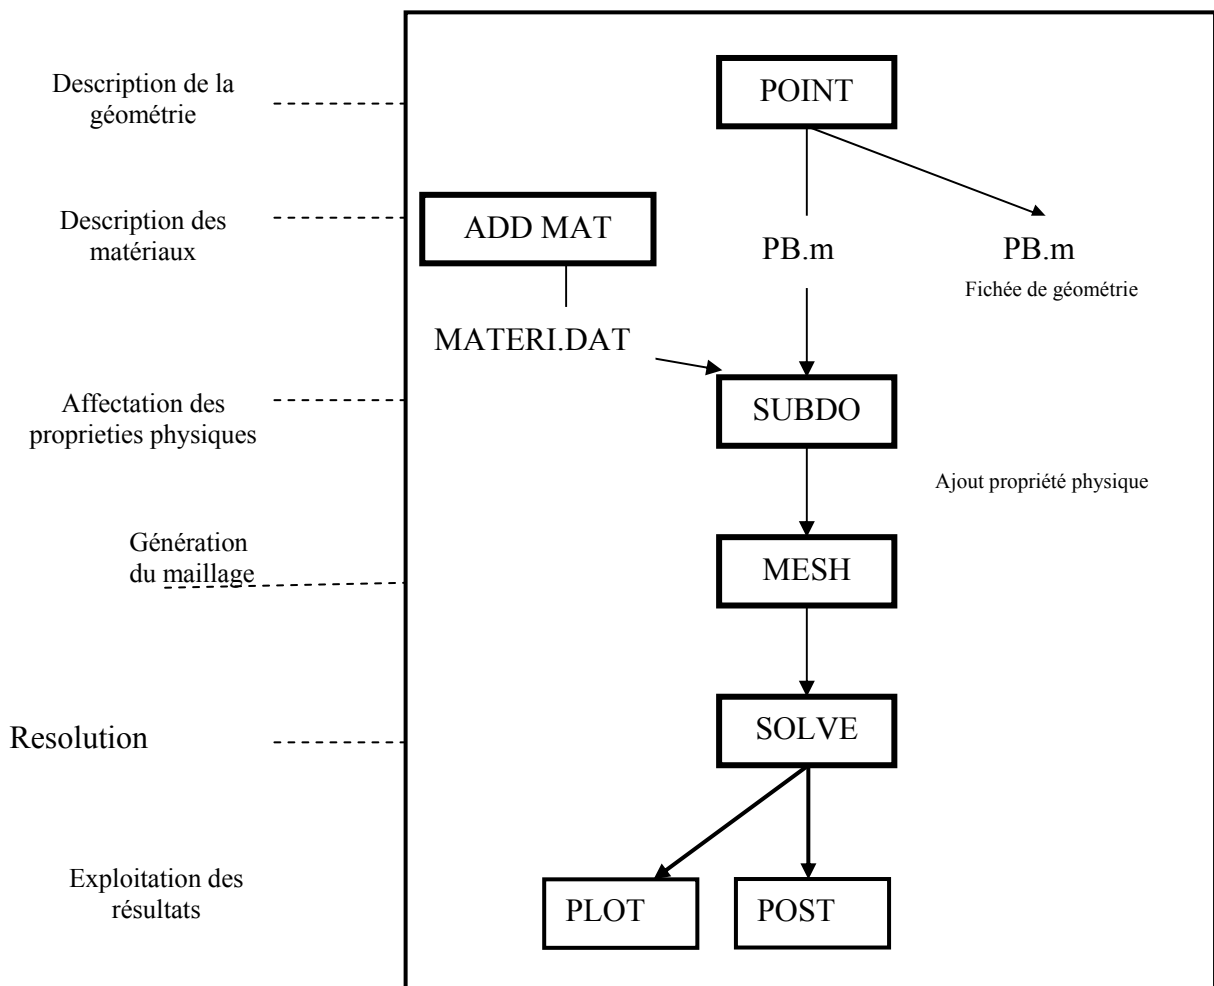 Description de la
géométrie
POINT
Description des
matériaux
ADD MAT
PB.m
PB.m
Fichée de géométrie
MATERI.DAT
Affectation des
proprieties physiques
SUBDO
Ajout propriété physique
Génération
du maillage
MESH
Resolution
SOLVE
Exploitation des
résultats
PLOT
POST